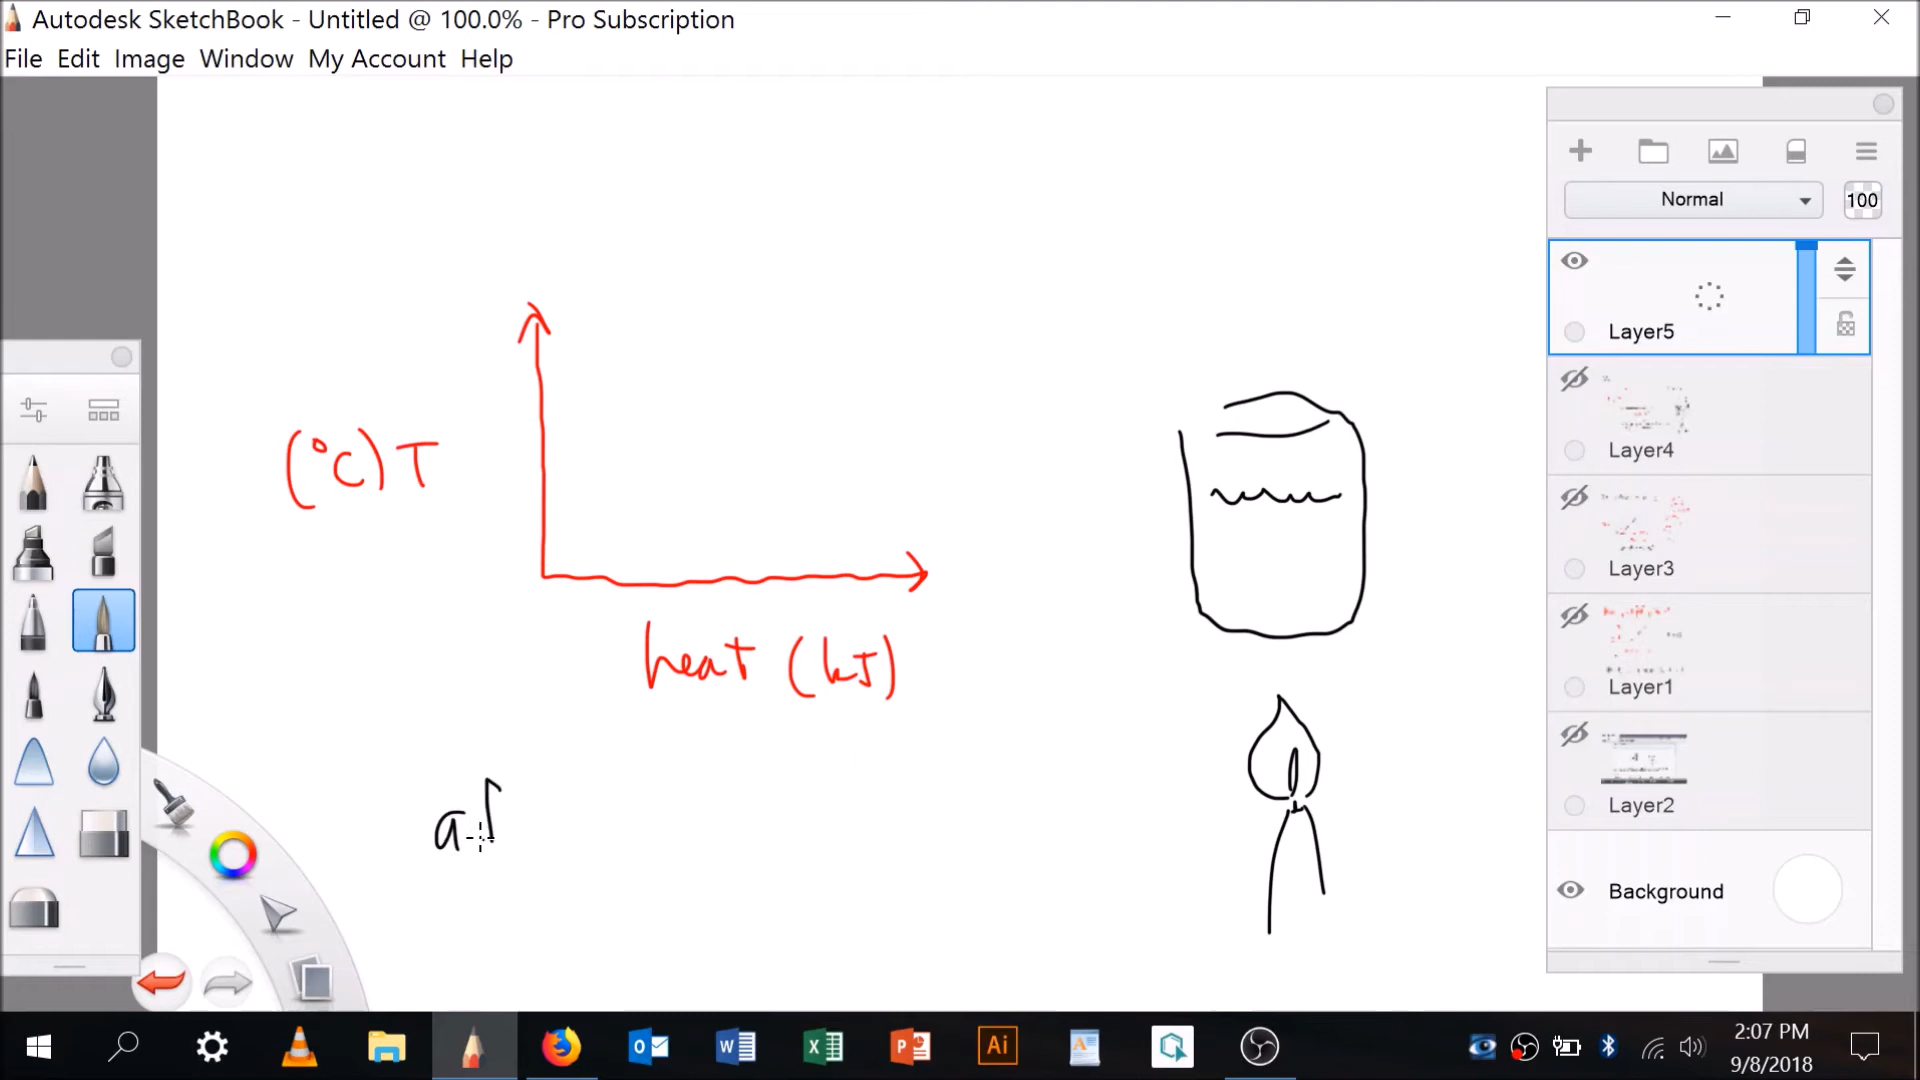 Autodesk SketchBook - Untitled @ 100.0% - Pro Subscription
File Edit Image Window My Account Help
Normal
100
Layer5
Layer4
Layer3
Layer1
Layer2
Background
(°C) T
heat (kJ)
2:07 PM
9/8/2018